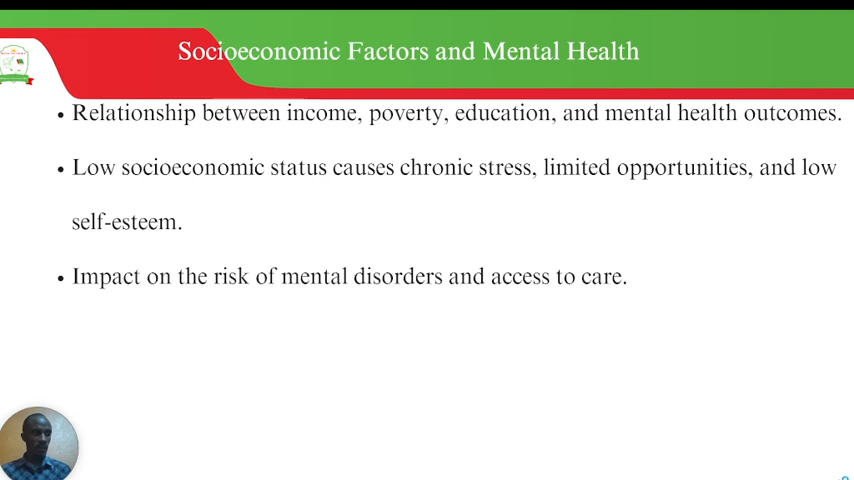 Socioeconomic Factors and Mental Health
• Relationship between income, poverty, education, and mental health outcomes.
• Low socioeconomic status causes chronic stress, limited opportunities, and low
self-esteem.
• Impact on the risk of mental disorders and access to care.